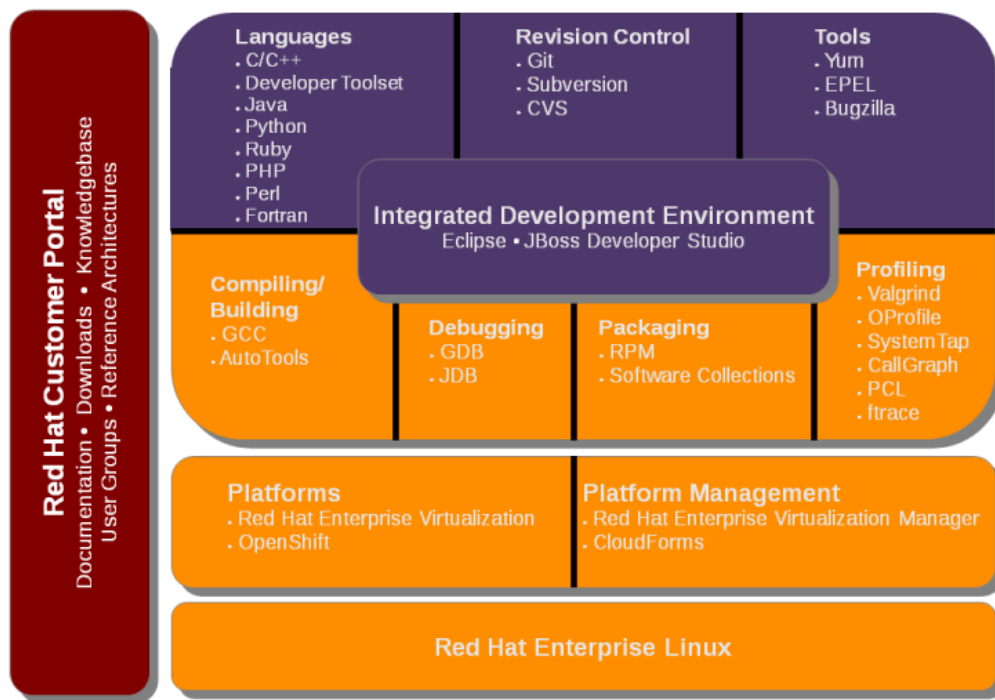 Red Hat Customer Portal
Documentation • Downloads • Knowledgebase
User Groups • Reference Architectures
Languages
. C/C++
. Developer Toolset
. Java
. Python
. Ruby
. PHP
. Perl
. Fortran
Revision Control
. Git
. Subversion
. CVS
Tools
. Yum
. EPEL
. Bugzilla
Integrated Development Environment
Eclipse • JBoss Developer Studio
Compiling/
Building
. GCC
. AutoTools
Debugging
. GDB
. JDB
Packaging
. RPM
. Software Collections
Profiling
. Valgrind
. OProfile
. SystemTap
. CallGraph
. PCL
. ftrace
Platforms
. Red Hat Enterprise Virtualization
. OpenShift
Platform Management
. Red Hat Enterprise Virtualization Manager
. CloudForms
Red Hat Enterprise Linux